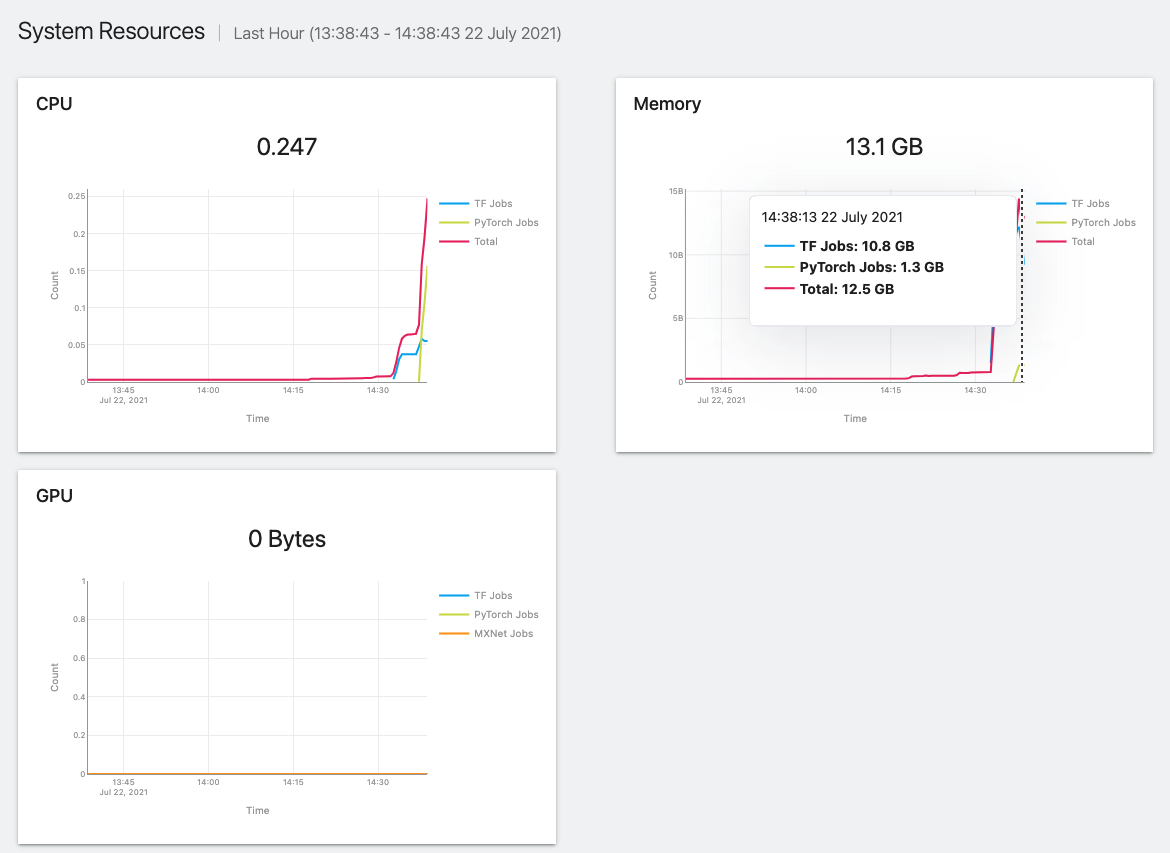 System Resources Last Hour (13:38:43 - 14:38:43 22 July 2021)
CPU
0.247
0.25
0.2
0.15
0.1
0.05
0
Count
13:45 14:00 14:15 14:30
Jul 22, 2021
Time
TF Jobs
PyTorch Jobs
Total
Memory
13.1 GB
15B
10B
5B
0
Count
14:38:13 22 July 2021
TF Jobs: 10.8 GB
PyTorch Jobs: 1.3 GB
Total: 12.5 GB
13:45 14:00 14:15 14:30
Jul 22, 2021
Time
TF Jobs
PyTorch Jobs
Total
GPU
0 Bytes
1
0.8
0.6
0.4
0.2
0
Count
13:45 14:00 14:15 14:30
Jul 22, 2021
Time
TF Jobs
PyTorch Jobs
MXNet Jobs